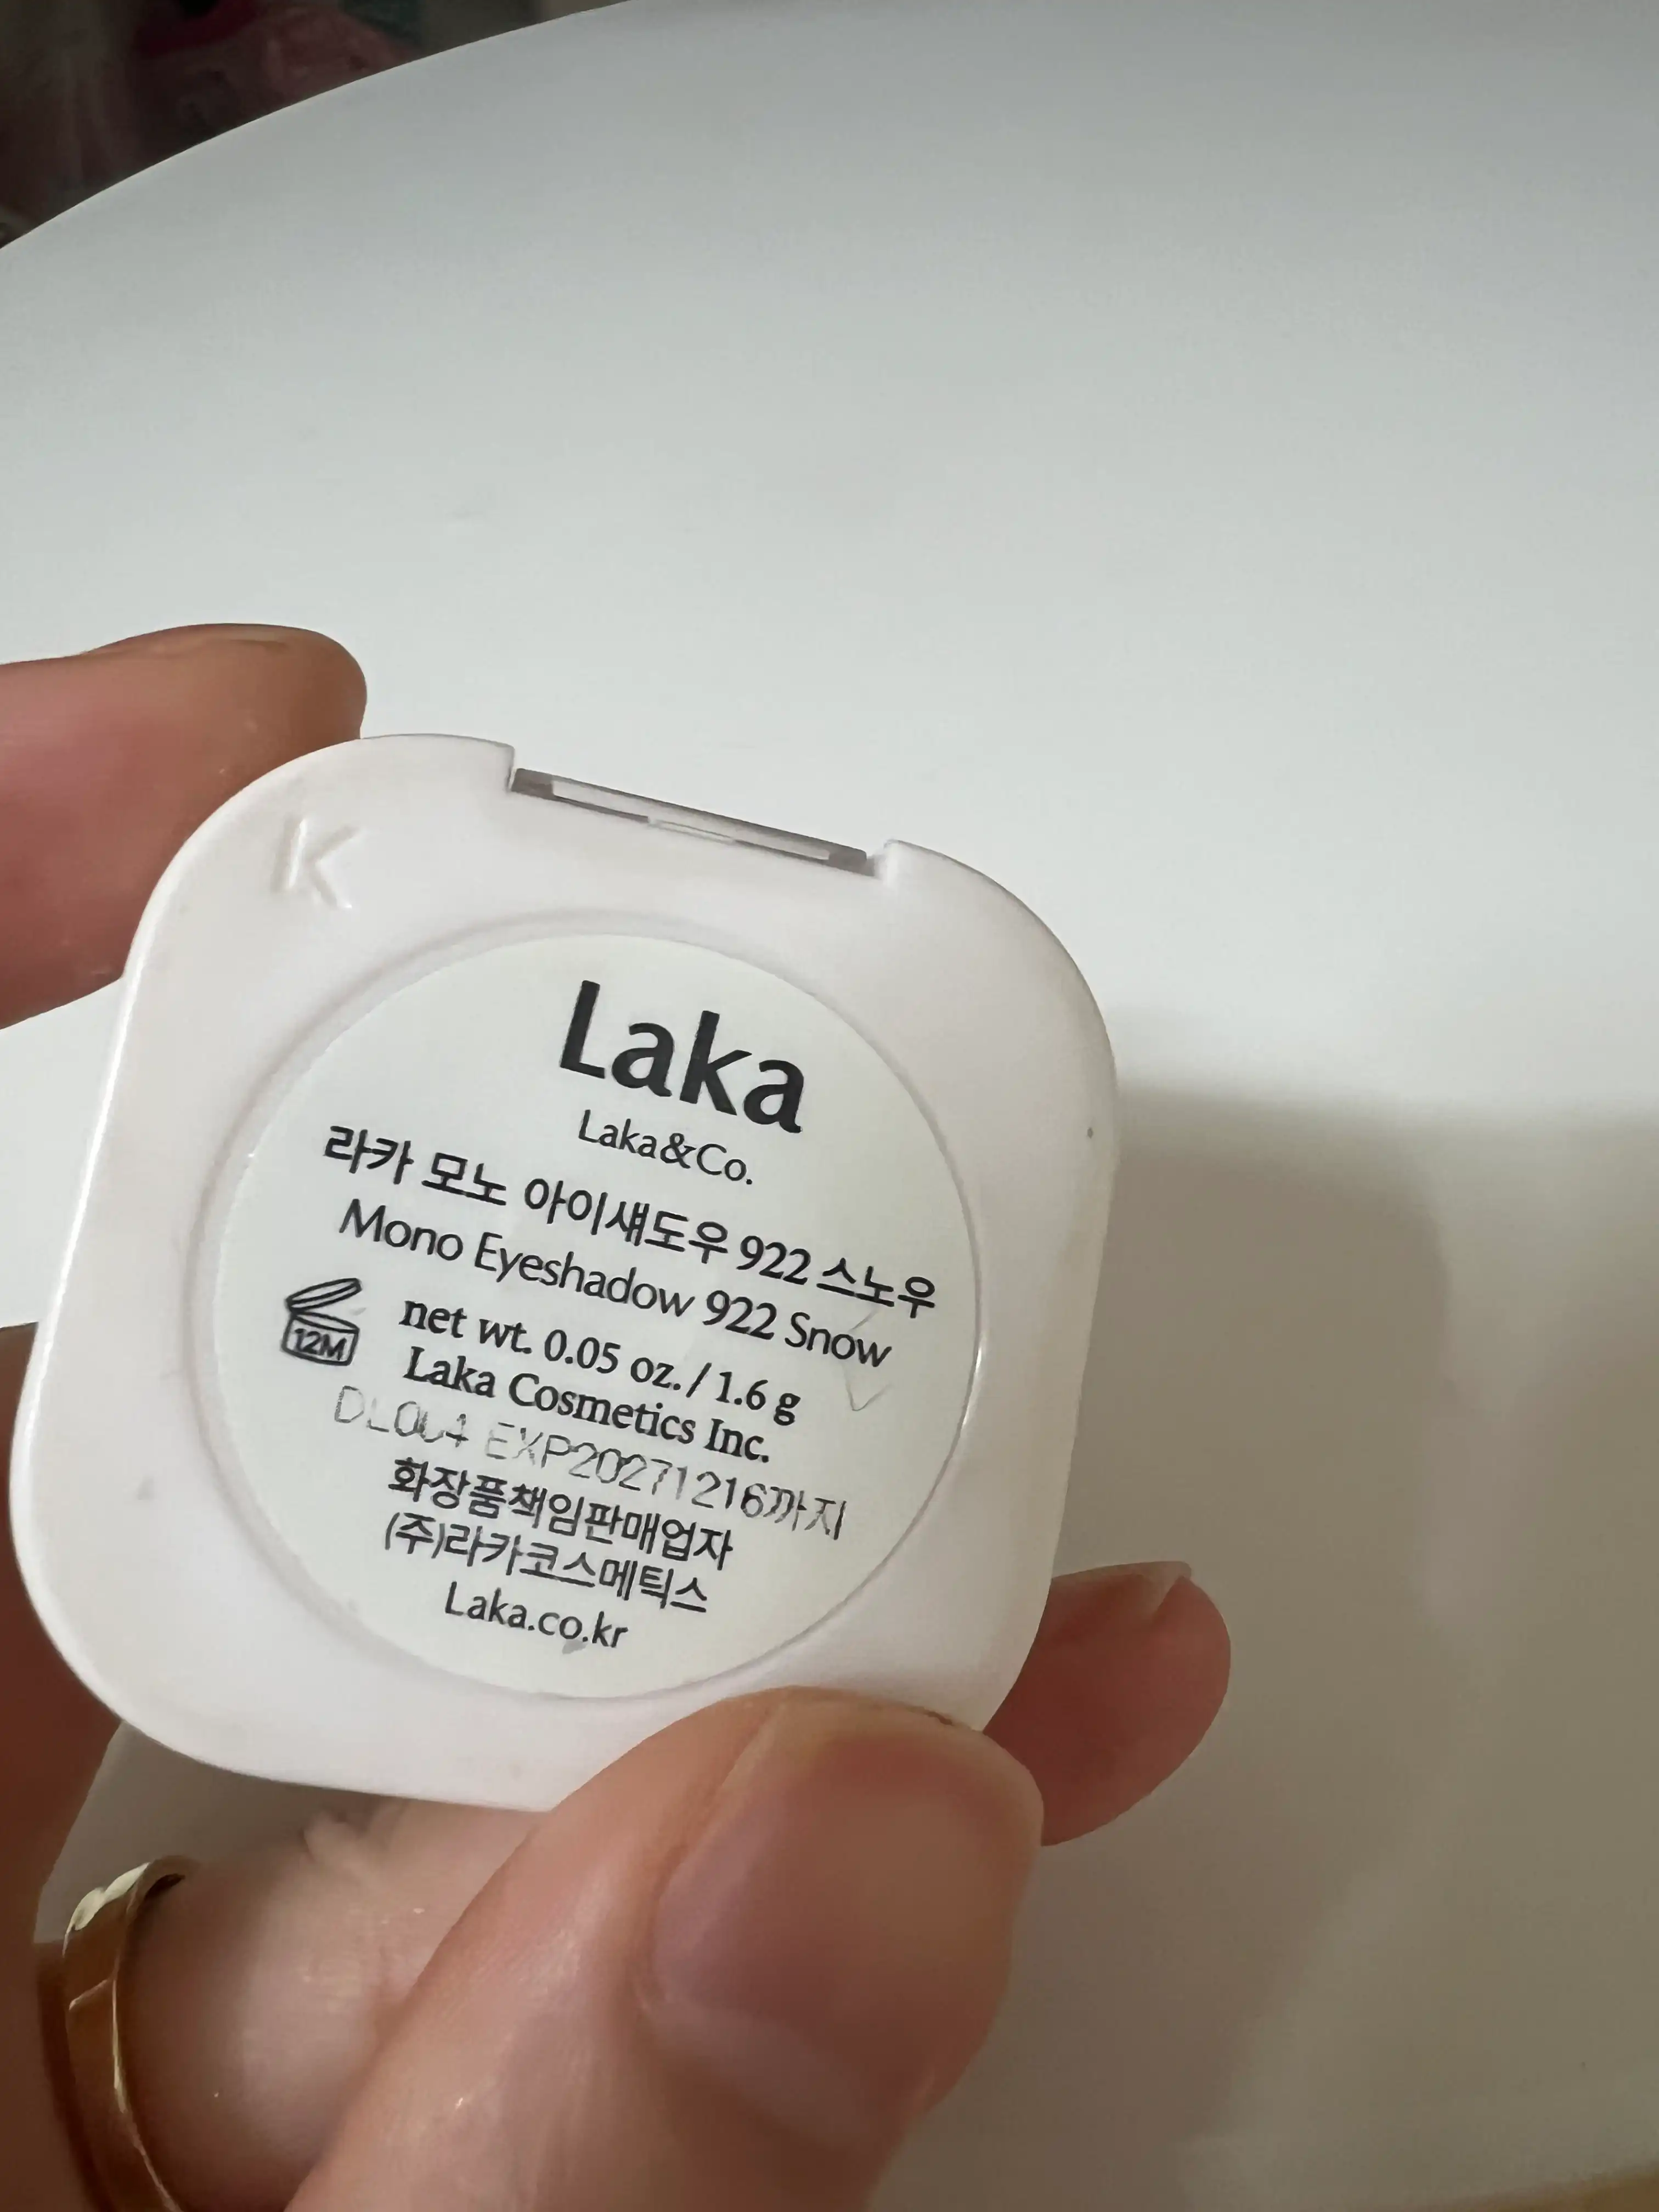 K
Laka
Laka&Co.
라카 모노 아이섀도우 922 스노우
Mono Eyeshadow 922 Snow
12M
net wt. 0.05 oz. / 1.6 g
Laka Cosmetics Inc.
EXP20271216까지
화장품책임판매업자
(주)라카코스메틱스
Laka.co.kr